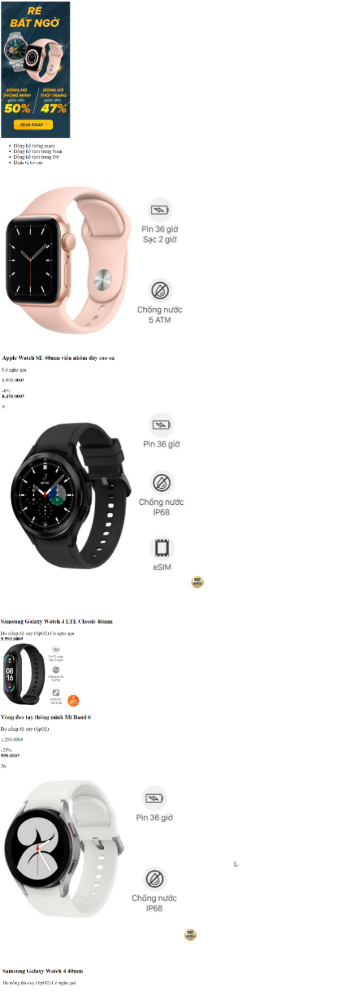 RẺ
BẤT NGỜ
ĐỒNG HỒ
THÔNG MINH
giảm đến
50%
ĐỒNG HỒ
THỜI TRANG
giảm đến
47%
MUA NGAY ›
Đồng hồ thông minh
Đồng hồ thời trang Nam
Đồng hồ thời trang Nữ
Định vị trẻ em
Pin 36 giờ
Sạc 2 giờ
Chống nước
5 ATM
Apple Watch SE 40mm viền nhôm dây cao su
Có nghe gọi
8.990.000₫
-6%
8.450.000₫
9
Pin 36 giờ
INITIAL
Chống nước
IP68
eSIM
ĐỘC
QUYỀN
Samsung Galaxy Watch 4 LTE Classic 46mm
Đo nồng độ oxy (SpO2) Có nghe gọi
9.990.000₫
08
16
Pin 15 ngày
Sạc 1.5 giờ
Kháng nước
5 ATM
AMOLED
1.56 inch
Vòng đeo tay thông minh Mi Band 6
Đo nồng độ oxy (SpO2)
1.290.000₫
-23%
990.000₫
26
Pin 36 giờ
Chống nước
IP68
ĐỘC
QUYỀN
Samsung Galaxy Watch 4 40mm
Đo nồng độ oxy (SpO2) Có nghe gọi